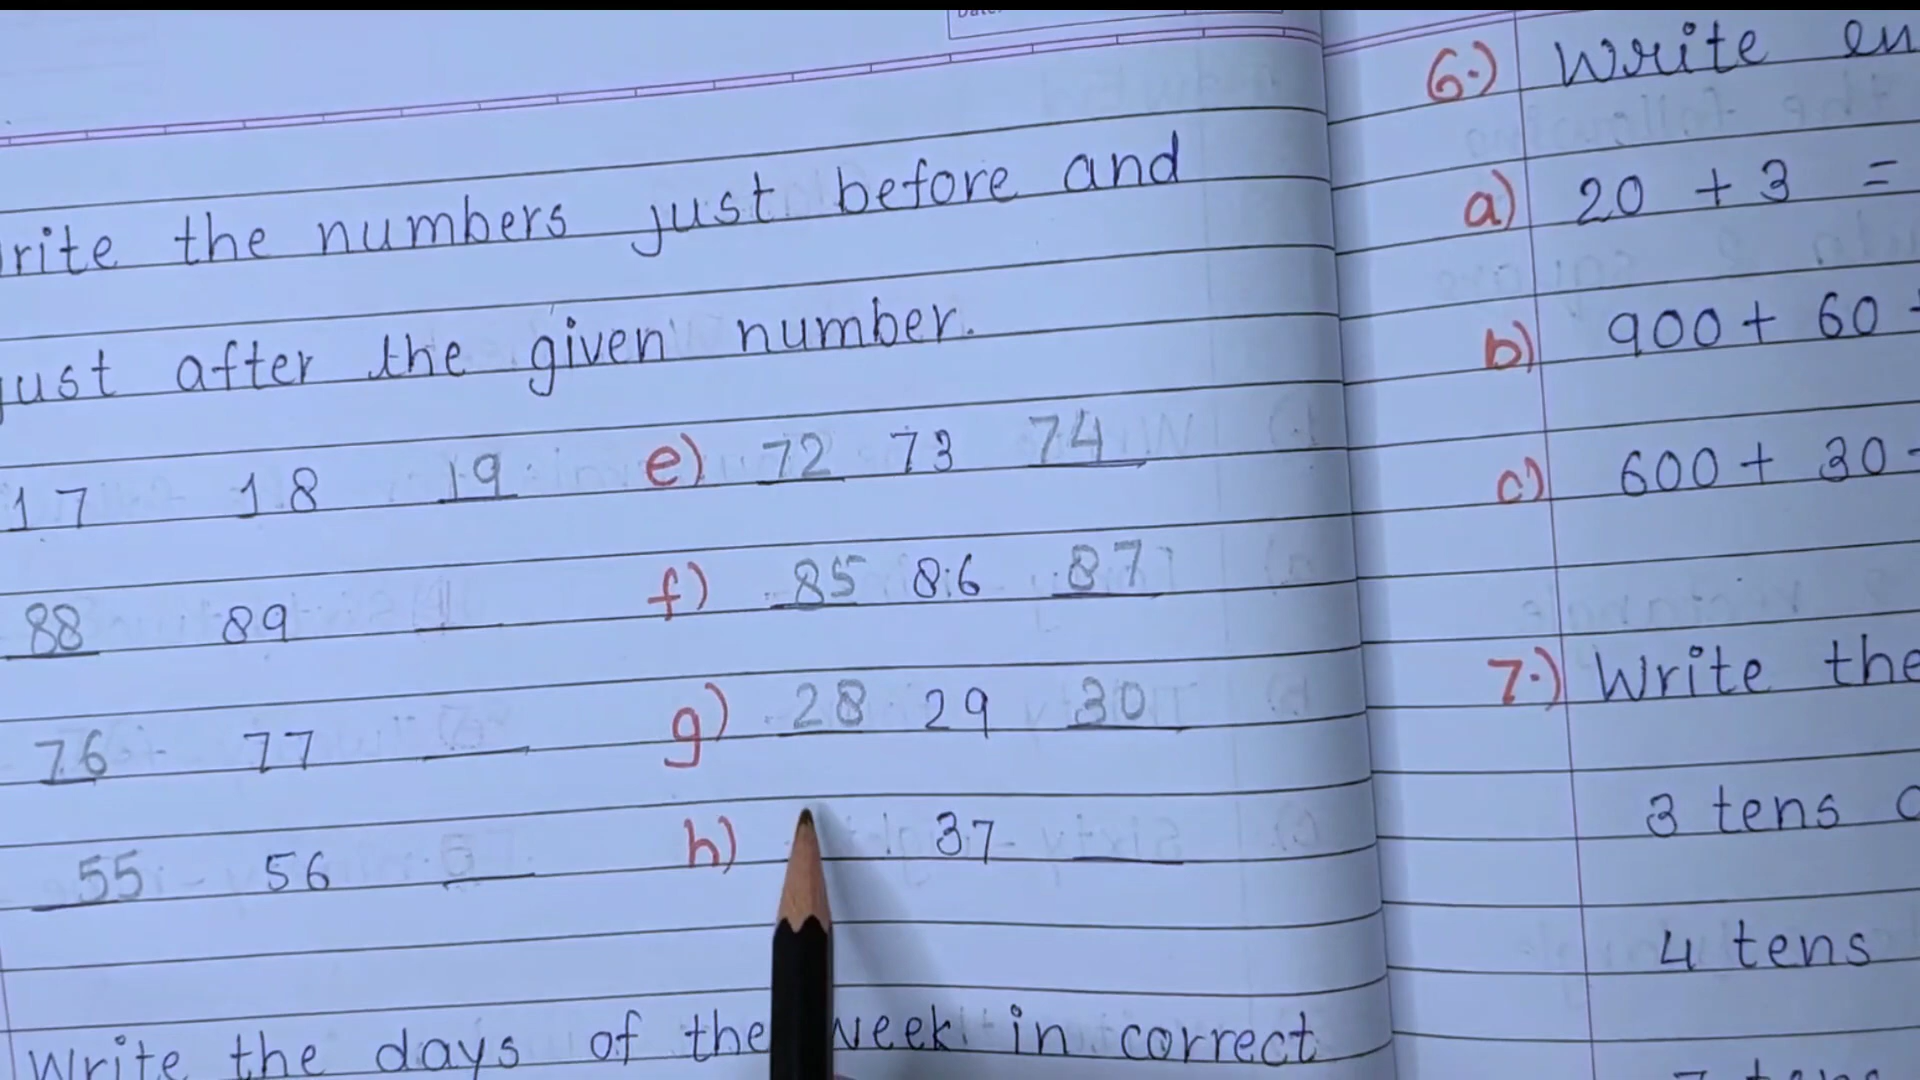 rite the numbers just before and
just after the given number.
17 18 19 e) 72 73 74
88 89 f) 85 86 87
76 77 g) 28 29 30
55 56 h) 37
Write the days of the week in correct
6.) Write
a) 20 + 3 =
b) 900 + 60 +
c) 600 + 30
7.) Write the
3 tens
4 tens
tens